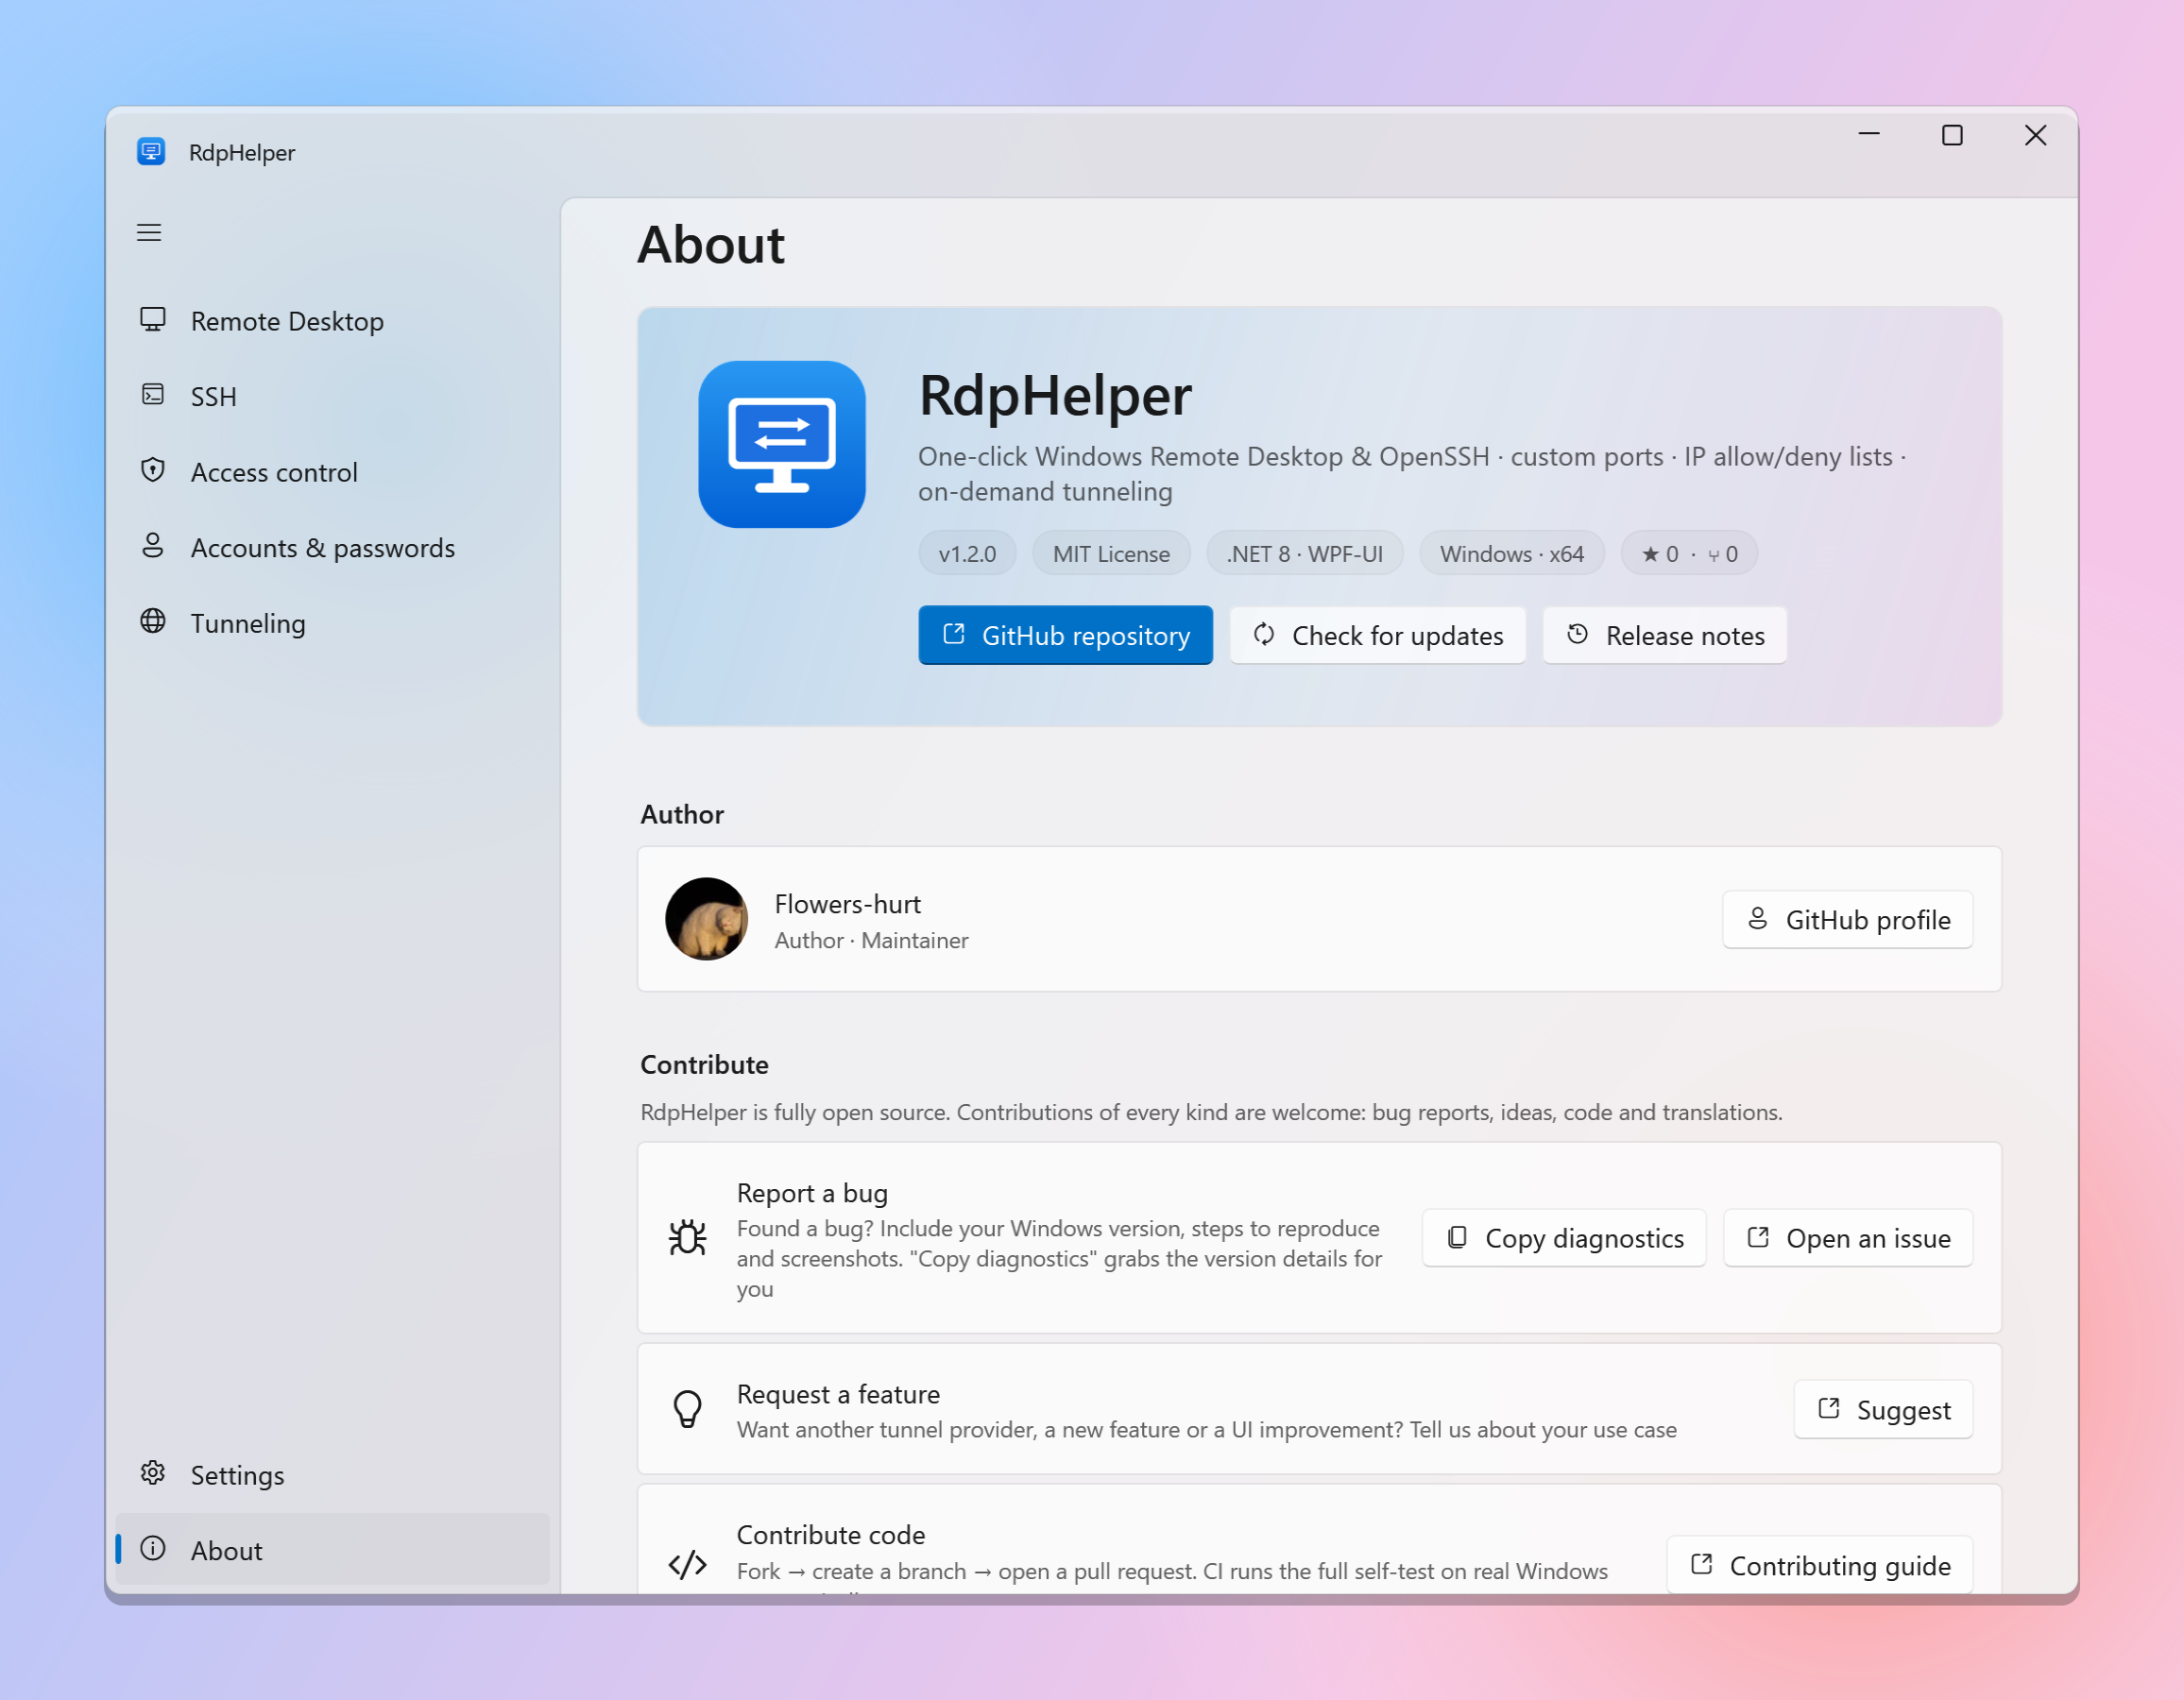 RdpHelper
Remote Desktop
SSH
Access control
Accounts & passwords
Tunneling
Settings
About
About
RdpHelper
One-click Windows Remote Desktop & OpenSSH · custom ports · IP allow/deny lists ·
on-demand tunneling
v1.2.0
MIT License
.NET 8 · WPF-UI
Windows · x64
★ 0 · ⑂ 0
GitHub repository
Check for updates
Release notes
Author
Flowers-hurt
Author · Maintainer
GitHub profile
Contribute
RdpHelper is fully open source. Contributions of every kind are welcome: bug reports, ideas, code and translations.
Report a bug
Found a bug? Include your Windows version, steps to reproduce
and screenshots. "Copy diagnostics" grabs the version details for
you
Copy diagnostics
Open an issue
Request a feature
Want another tunnel provider, a new feature or a UI improvement? Tell us about your use case
Suggest
Contribute code
Fork → create a branch → open a pull request. CI runs the full self-test on real Windows
Contributing guide